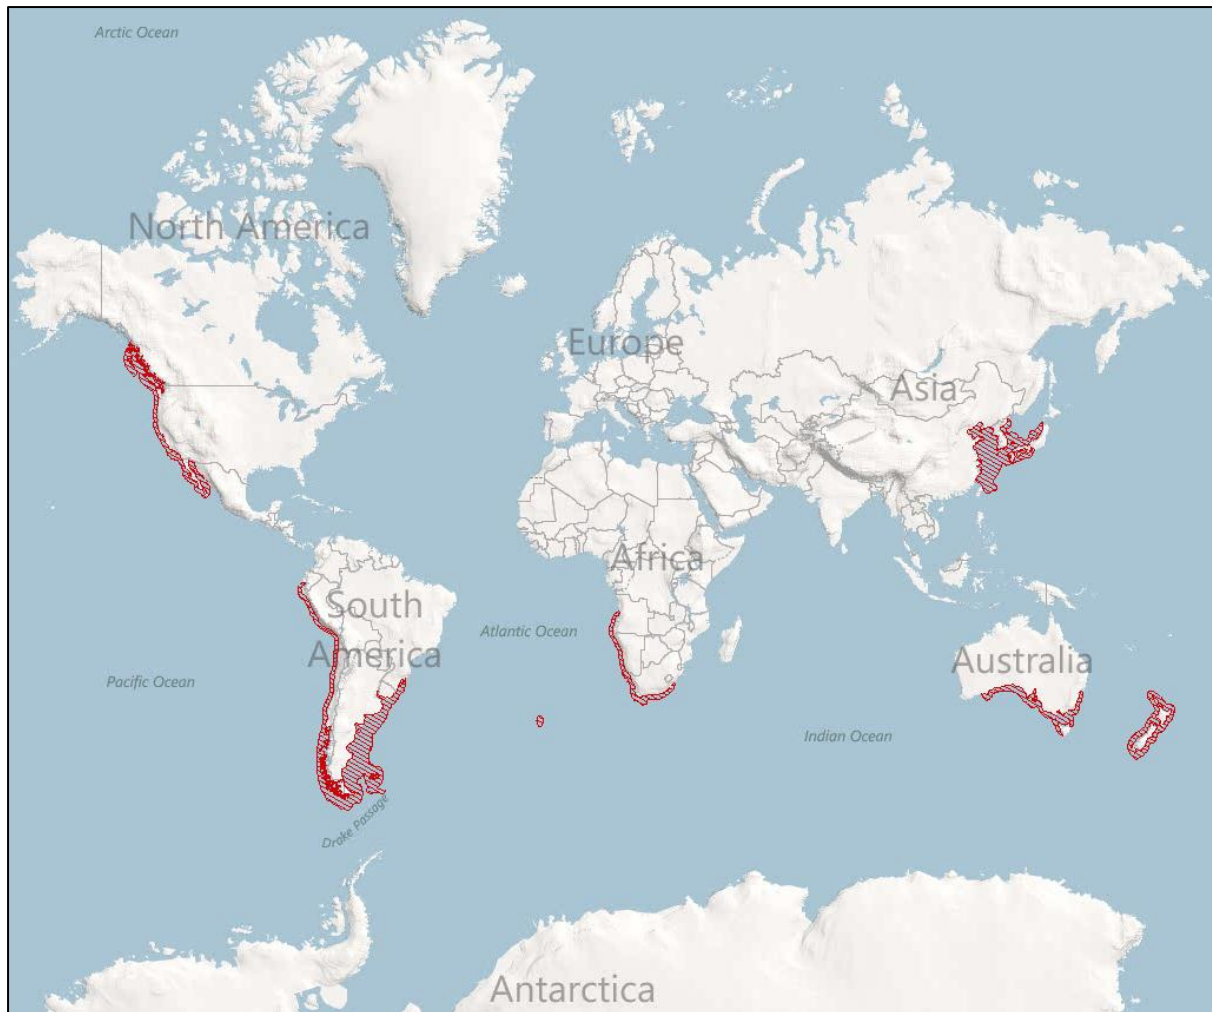 Arctic Ocean
North America
Europe
Asia
Africa
South
America
Atlantic Ocean
Australia
Pacific Ocean
Indian Ocean
Drake Passage
Antarctica